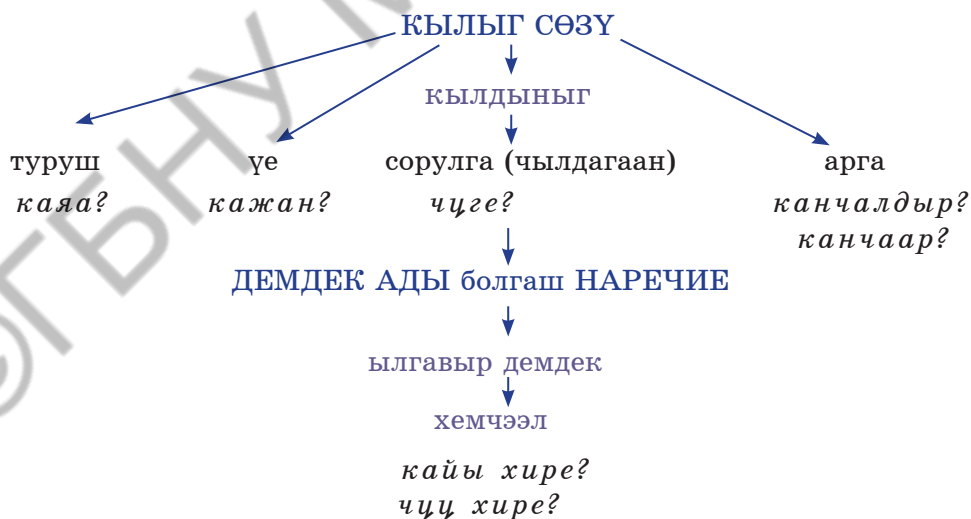 КЫЛЫГ СӨЗҮ
кылдыныг
туруш үе сорулга (чылдагаан) арга
каяа? кажан? чүге? канчалдыр?
канчаар?
ДЕМДЕК АДЫ болгаш НАРЕЧИЕ
ылгавыр демдек
хемчээл
кайы хире?
чүү хире?
©ГБНУ